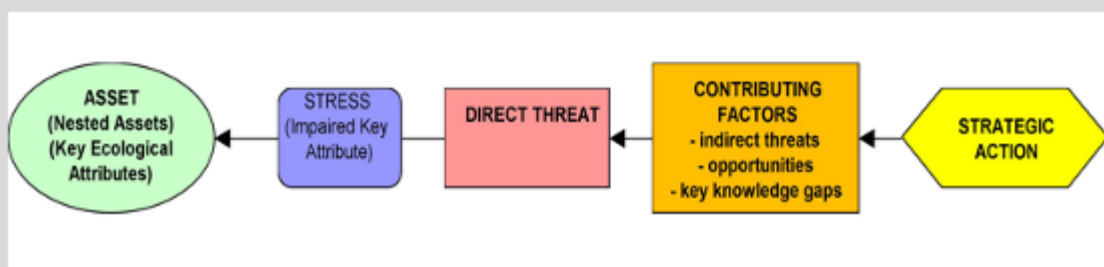 ASSET
(Nested Assets)
(Key Ecological
Attributes)
STRESS
(Impaired Key
Attribute)
DIRECT THREAT
CONTRIBUTING
FACTORS
- indirect threats
- opportunities
- key knowledge gaps
STRATEGIC
ACTION